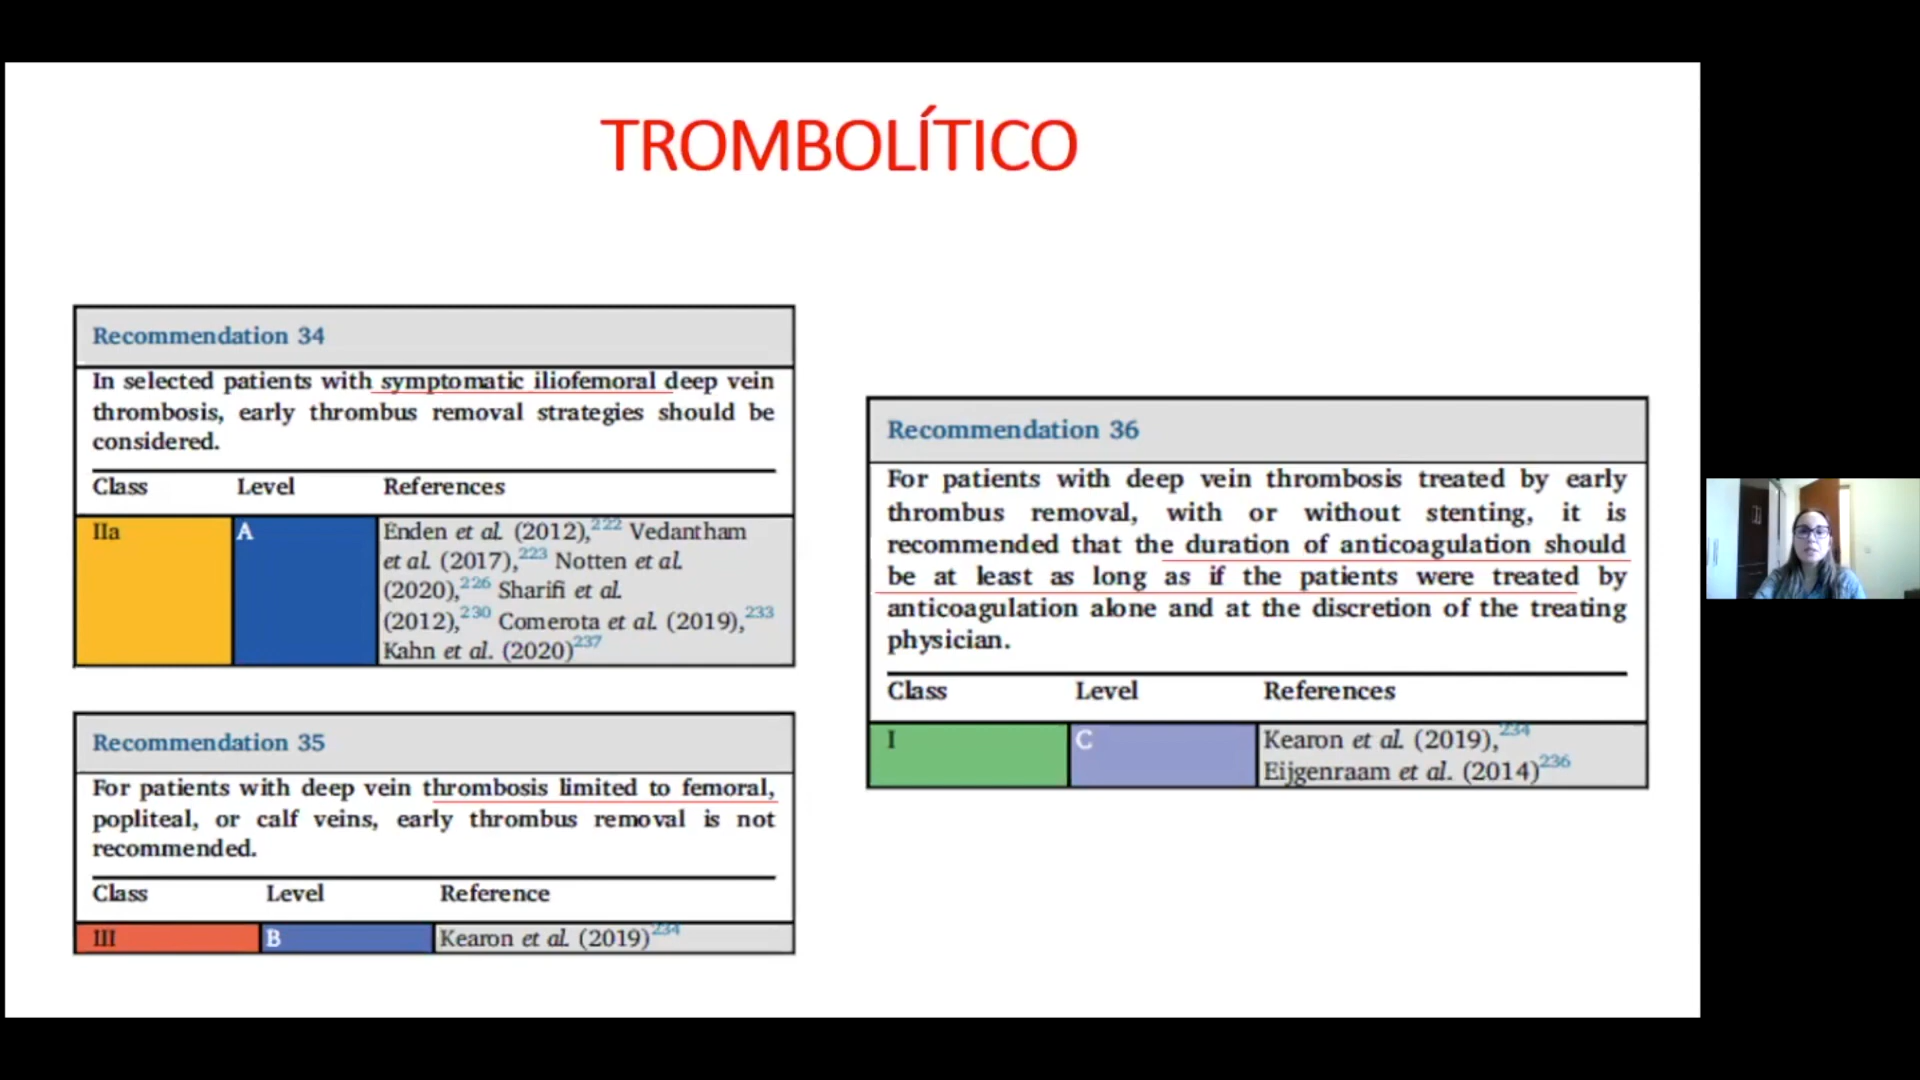 TROMBOLÍTICO
Recommendation 34
In selected patients with symptomatic iliofemoral deep vein
thrombosis, early thrombus removal strategies should be
considered.
Class Level References
IIa A Enden et al. (2012),222 Vedantham
et al. (2017),223 Notten et al.
(2020),226 Sharifi et al.
(2012),230 Comerota et al. (2019),233
Kahn et al. (2020)237
Recommendation 35
For patients with deep vein thrombosis limited to femoral,
popliteal, or calf veins, early thrombus removal is not
recommended.
Class Level Reference
III B Kearon et al. (2019)234
Recommendation 36
For patients with deep vein thrombosis treated by early
thrombus removal, with or without stenting, it is
recommended that the duration of anticoagulation should
be at least as long as if the patients were treated by
anticoagulation alone and at the discretion of the treating
physician.
Class Level References
I C Kearon et al. (2019),234
Eijgenraam et al. (2014)236